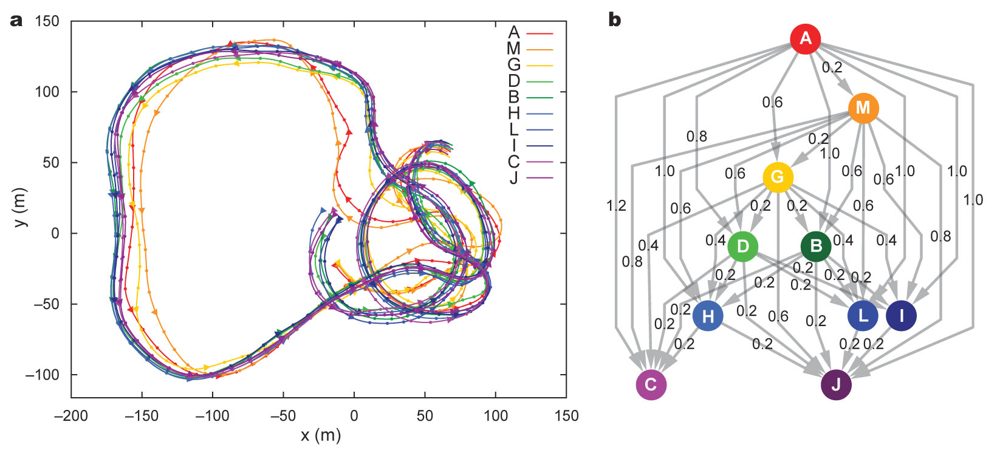 a
150
100
50
0
–50
–100
y (m)
–200 –150 –100 –50 0 50 100 150
x (m)
A
M
G
D
B
H
L
I
C
J
b
A
0.2
0.6
M
0.8
0.2
1.0
1.0 0.6 G 0.6 0.6 1.0 1.0
1.2 0.6 0.2 0.2 0.6 1.0
0.4 0.4 D B 0.4 0.4 0.8
0.8 0.2 0.2 0.2 0.2 0.2 0.2
0.2 0.2 H 0.2 0.6 0.2 L I
0.2 0.2 0.2 0.2
C J